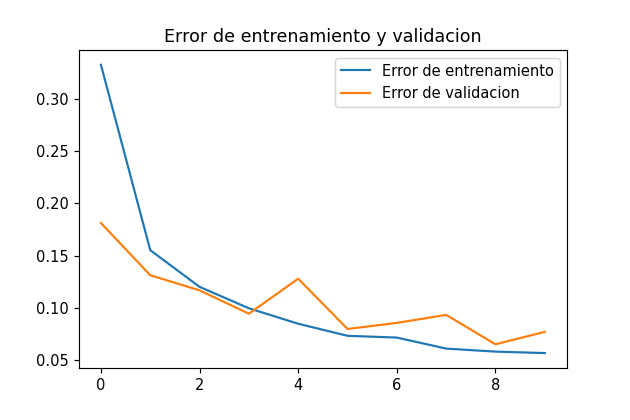 Error de entrenamiento y validacion
Error de entrenamiento
Error de validacion
0.30
0.25
0.20
0.15
0.10
0.05
0 2 4 6 8